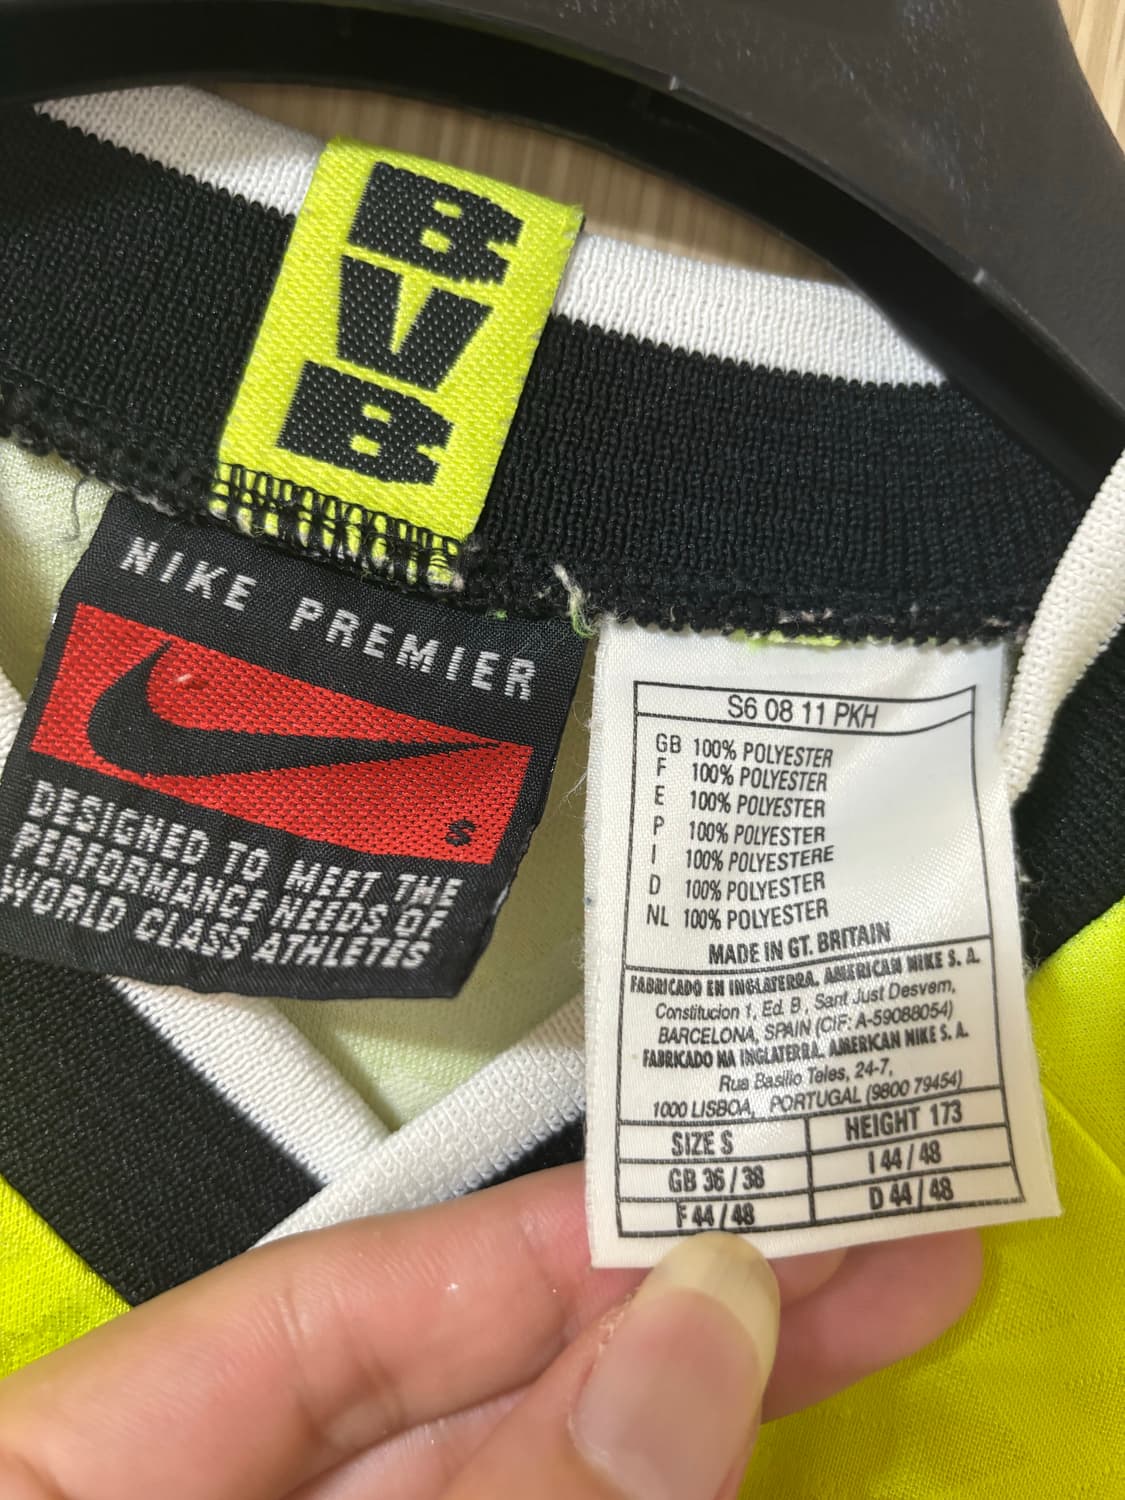 BVB
NIKE PREMIER
S
DESIGNED TO MEET THE
PERFORMANCE NEEDS OF
WORLD CLASS ATHLETES
S6 08 11 PKH
GB 100% POLYESTER
F 100% POLYESTER
E 100% POLYESTER
P 100% POLYESTER
I 100% POLYESTERE
D 100% POLYESTER
NL 100% POLYESTER
MADE IN GT. BRITAIN
FABRICADO EN INGLATERRA. AMERICAN NIKE S. A.
Constitucion 1, Ed. B, Sant Just Desvern,
BARCELONA, SPAIN (CIF: A-59088054)
FABRICADO NA INGLATERRA. AMERICAN NIKE S. A.
Rua Basilio Teles, 24-7,
1000 LISBOA, PORTUGAL (9800 79454)
SIZE S HEIGHT 173
GB 36 / 38 I 44 / 48
F 44 / 48 D 44 / 48